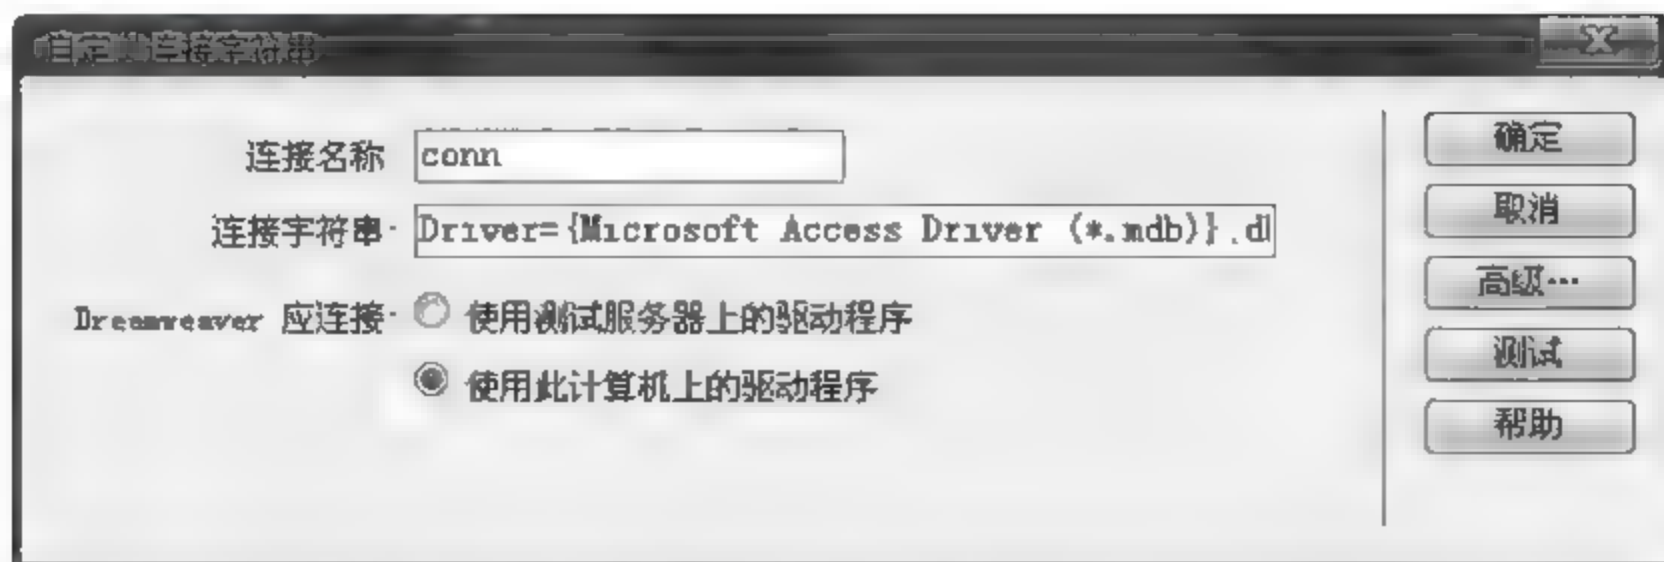 自定义连接字符串
连接名称
conn
连接字符串:
Driver={Microsoft Access Driver (*.mdb)};d
Dreamweaver 应连接:
使用测试服务器上的驱动程序
使用此计算机上的驱动程序
确定
取消
高级…
测试
帮助